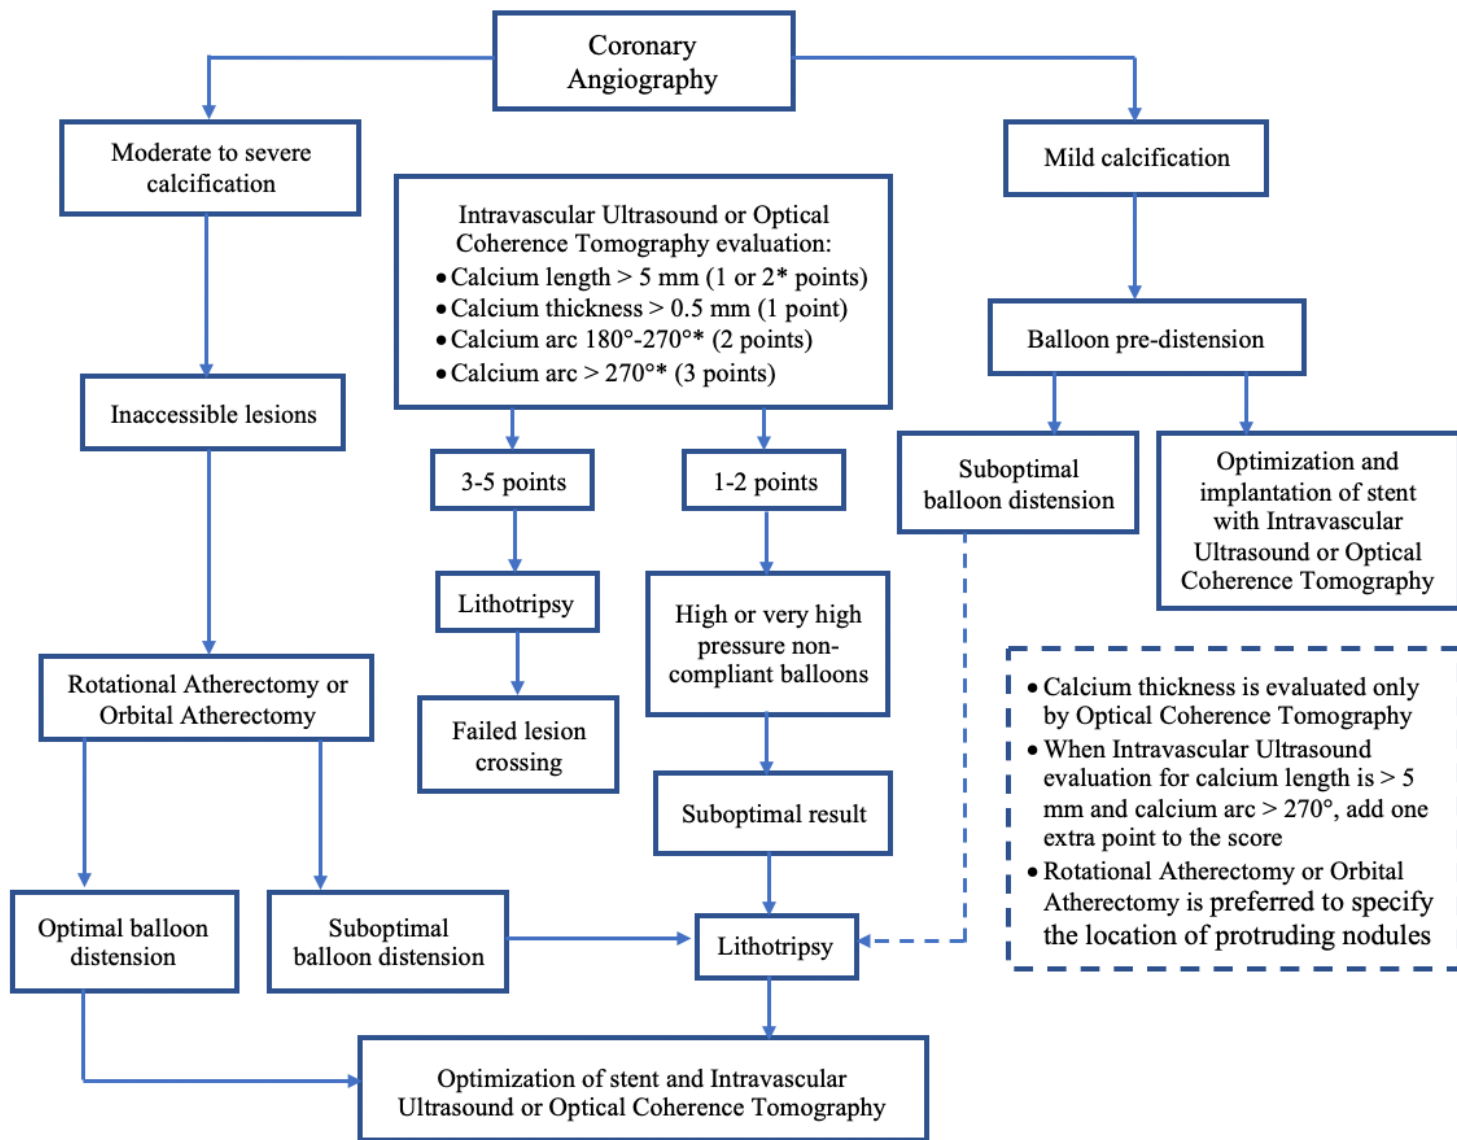 Coronary
Angiography
Moderate to severe
calcification
Mild calcification
Intravascular Ultrasound or Optical
Coherence Tomography evaluation:
• Calcium length > 5 mm (1 or 2* points)
• Calcium thickness > 0.5 mm (1 point)
• Calcium arc 180°-270°* (2 points)
• Calcium arc > 270°* (3 points)
Balloon pre-distension
Inaccessible lesions
3-5 points
1-2 points
Suboptimal
balloon distension
Optimization and
implantation of stent
with Intravascular
Ultrasound or Optical
Coherence Tomography
Lithotripsy
High or very high
pressure non-
compliant balloons
Rotational Atherectomy or
Orbital Atherectomy
Failed lesion
crossing
Suboptimal result
• Calcium thickness is evaluated only
by Optical Coherence Tomography
• When Intravascular Ultrasound
evaluation for calcium length is > 5
mm and calcium arc > 270°, add one
extra point to the score
• Rotational Atherectomy or Orbital
Atherectomy is preferred to specify
the location of protruding nodules
Optimal balloon
distension
Suboptimal
balloon distension
Lithotripsy
Optimization of stent and Intravascular
Ultrasound or Optical Coherence Tomography